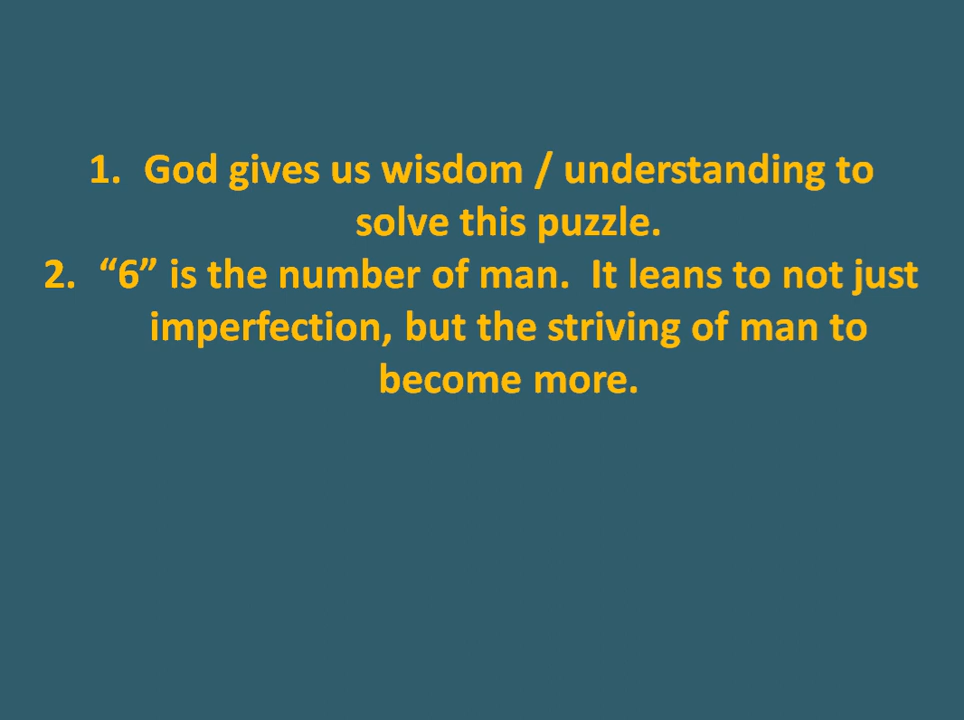 1. God gives us wisdom / understanding to
solve this puzzle.
2. “6” is the number of man.  It leans to not just
imperfection, but the striving of man to
become more.